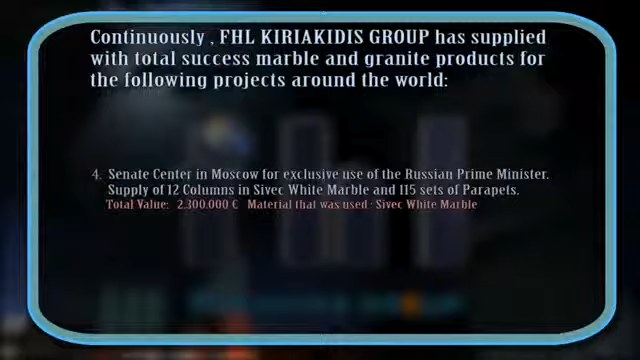 Continuously , FHL KIRIAKIDIS GROUP has supplied
with total success marble and granite products for
the following projects around the world:
4. Senate Center in Moscow for exclusive use of the Russian Prime Minister.
Supply of 12 Columns in Sivec White Marble and 115 sets of Parapets.
Total Value: 2.300.000 € Material that was used : Sivec White Marble